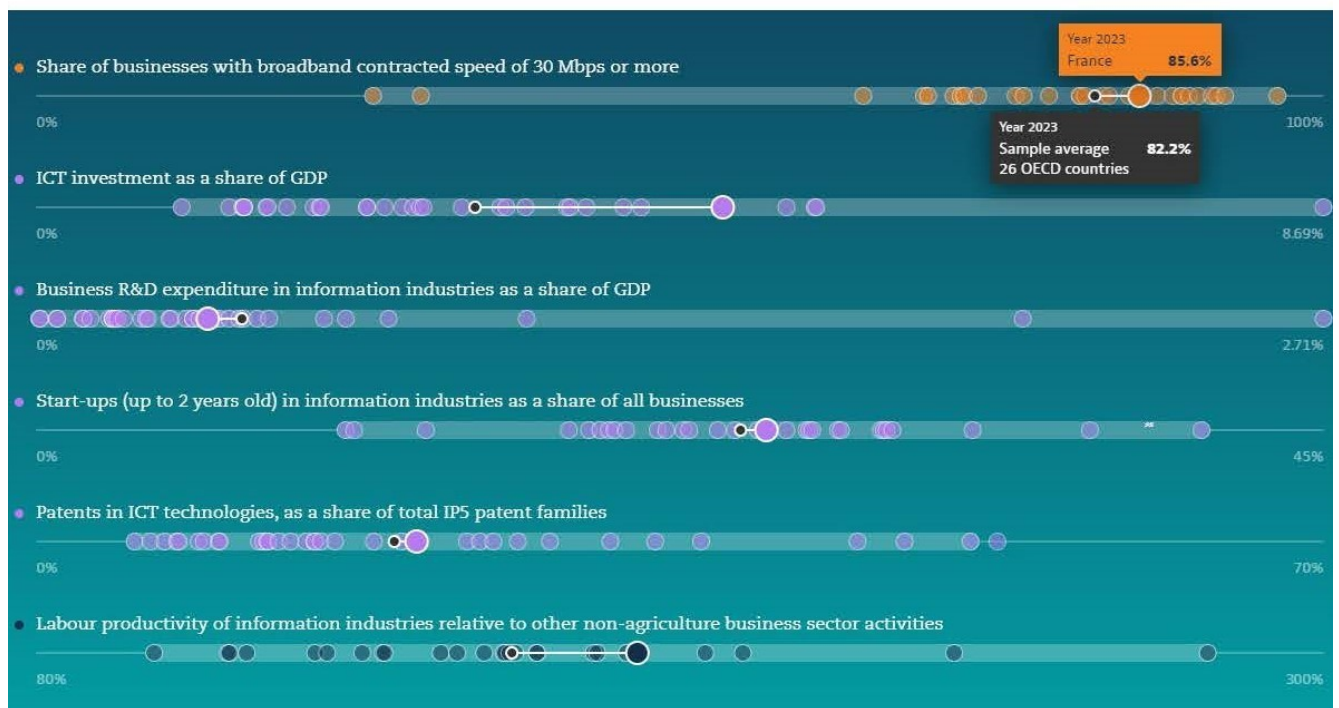 Year 2023
France 85.6%
Share of businesses with broadband contracted speed of 30 Mbps or more
0% 100%
Year 2023
Sample average 82.2%
26 OECD countries
ICT investment as a share of GDP
0% 8.69%
Business R&D expenditure in information industries as a share of GDP
0% 2.71%
Start-ups (up to 2 years old) in information industries as a share of all businesses
0% 45%
Patents in ICT technologies, as a share of total IP5 patent families
0% 70%
Labour productivity of information industries relative to other non-agriculture business sector activities
80% 300%